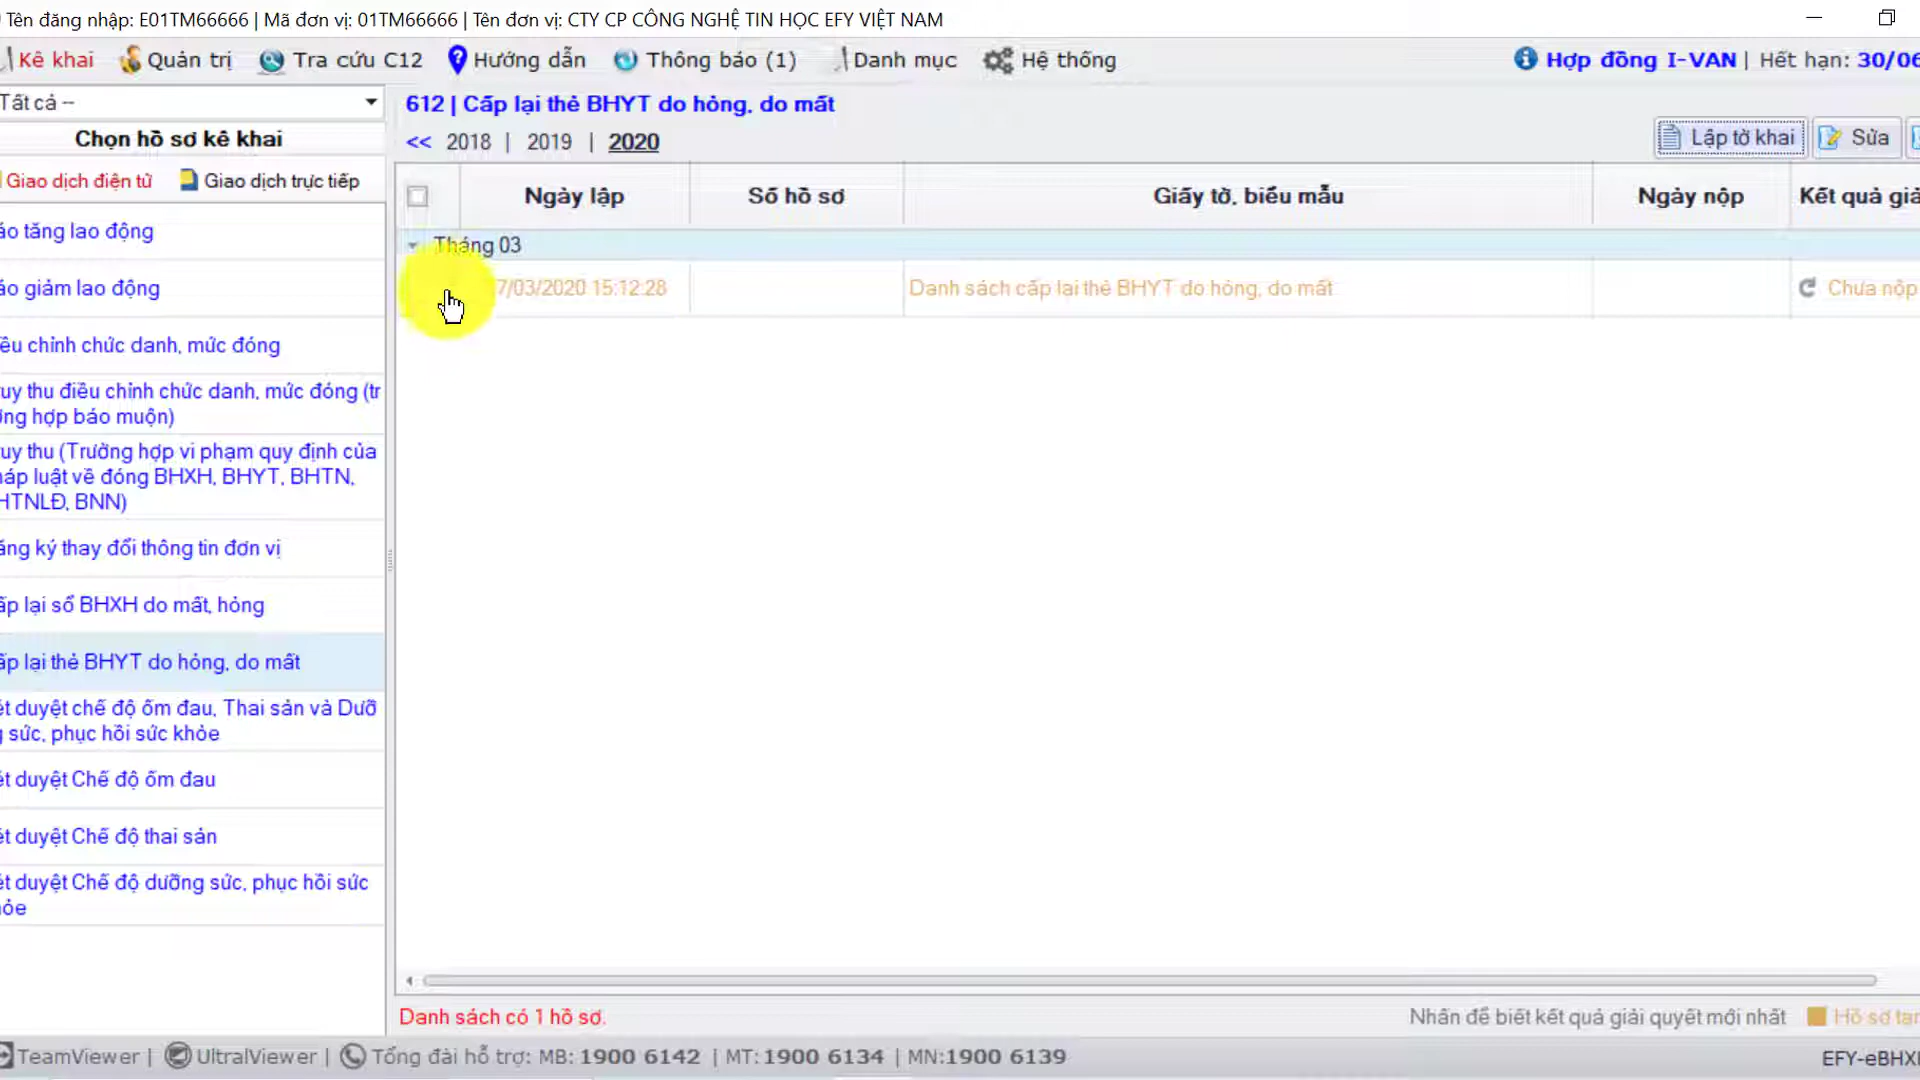 Tên đăng nhập: E01TM66666 | Mã đơn vị: 01TM66666 | Tên đơn vị: CTY CP CÔNG NGHỆ TIN HỌC EFY VIỆT NAM
Kê khai Quản trị Tra cứu C12 Hướng dẫn Thông báo (1) Danh mục Hệ thống Hợp đồng I-VAN | Hết hạn: 30/06
Tất cả --
Chọn hồ sơ kê khai
Giao dịch điện tử Giao dịch trực tiếp
áo tăng lao động
áo giảm lao động
ều chỉnh chức danh, mức đóng
uy thu điều chỉnh chức danh, mức đóng (tr
ờng hợp báo muộn)
uy thu (Trường hợp vi phạm quy định của
háp luật về đóng BHXH, BHYT, BHTN,
HTNLĐ, BNN)
ăng ký thay đổi thông tin đơn vị
ấp lại sổ BHXH do mất, hỏng
ấp lại thẻ BHYT do hỏng, do mất
ét duyệt chế độ ốm đau, Thai sản và Dưỡ
g sức, phục hồi sức khỏe
ét duyệt Chế độ ốm đau
ét duyệt Chế độ thai sản
ét duyệt Chế độ dưỡng sức, phục hồi sức
hỏe
612 | Cấp lại thẻ BHYT do hỏng, do mất
<< 2018 | 2019 | 2020
Lập tờ khai Sửa
Ngày lập Số hồ sơ Giấy tờ, biểu mẫu Ngày nộp Kết quả giả
Tháng 03
7/03/2020 15:12:28 Danh sách cấp lại thẻ BHYT do hỏng, do mất Chưa nộp
Danh sách có 1 hồ sơ.
Nhấn để biết kết quả giải quyết mới nhất Hồ sơ tạm
TeamViewer | UltralViewer | Tổng đài hỗ trợ: MB: 1900 6142 | MT: 1900 6134 | MN:1900 6139
EFY-eBHXH